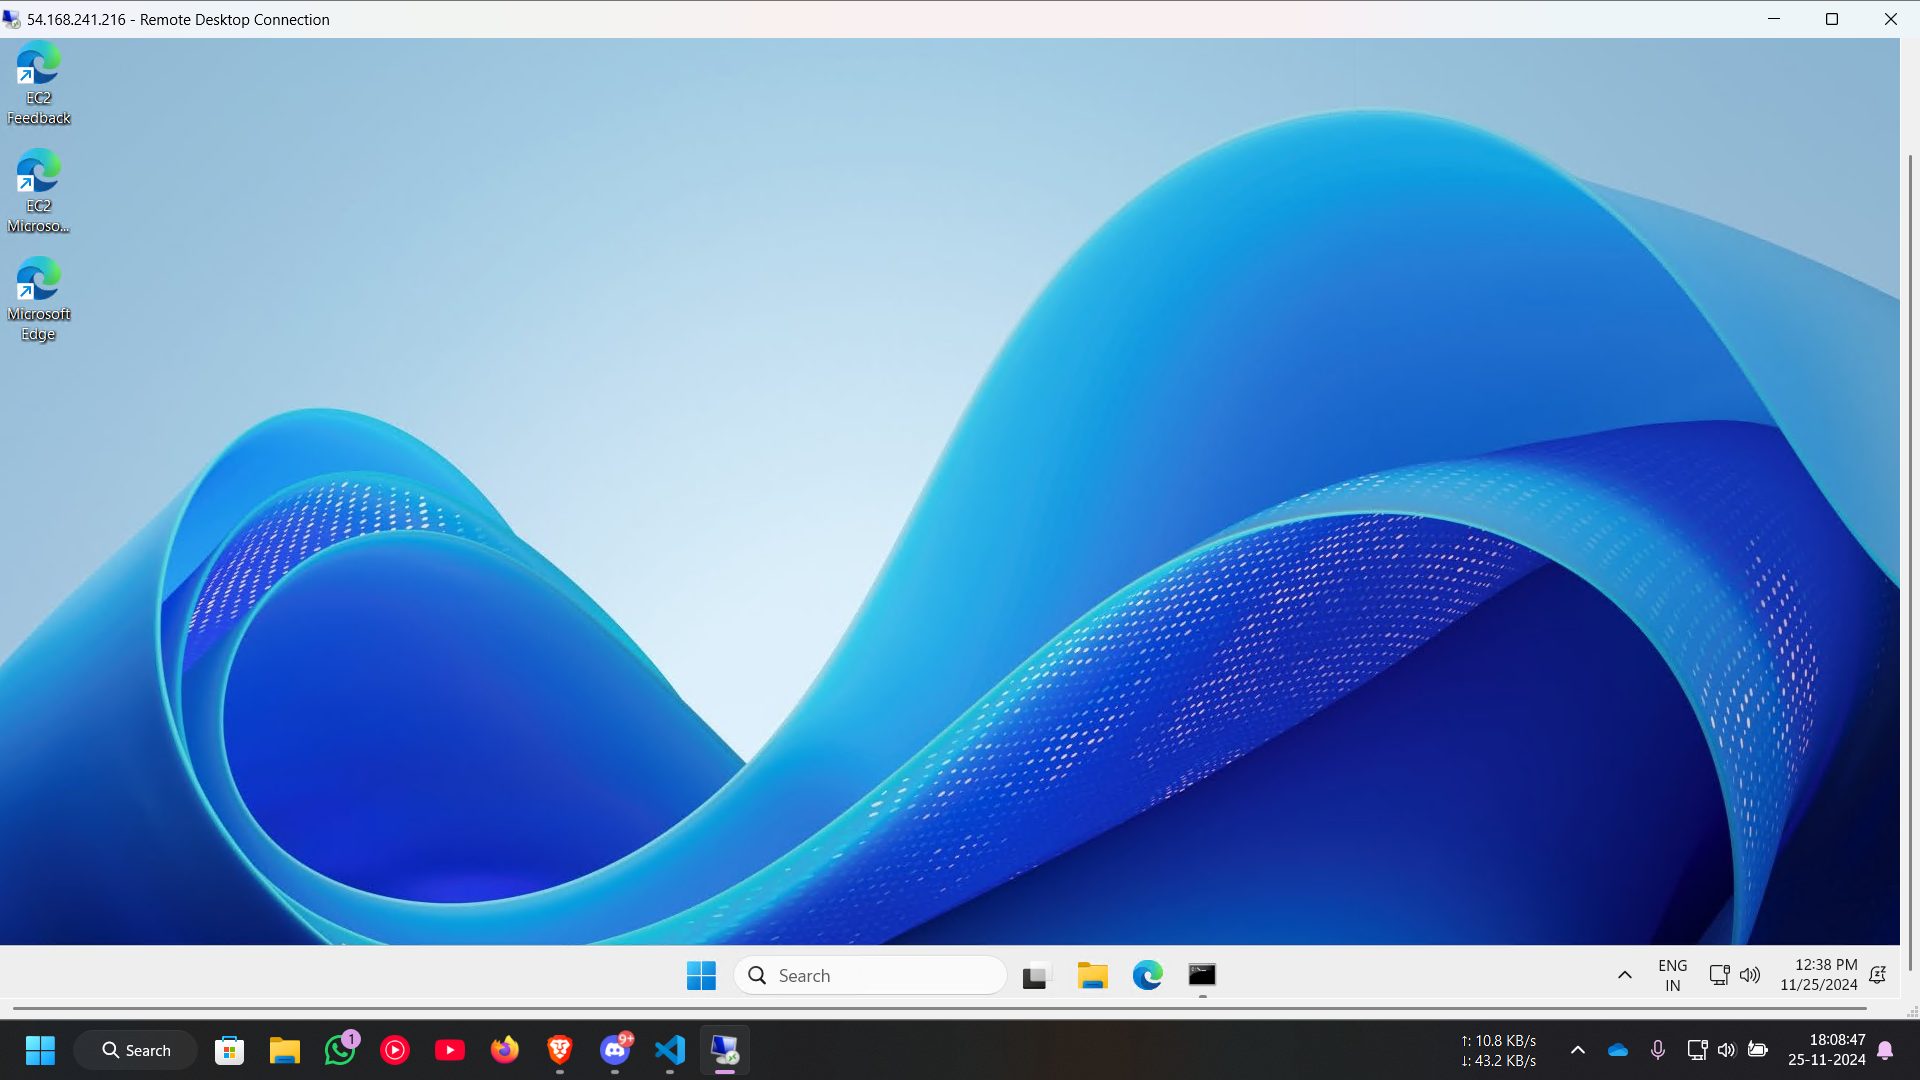 54.168.241.216 - Remote Desktop Connection
EC2
Feedback
EC2
Microso...
Microsoft
Edge
Search
ENG
IN
12:38 PM
11/25/2024
Search
1
9+
↑: 10.8 KB/s
↓: 43.2 KB/s
18:08:47
25-11-2024